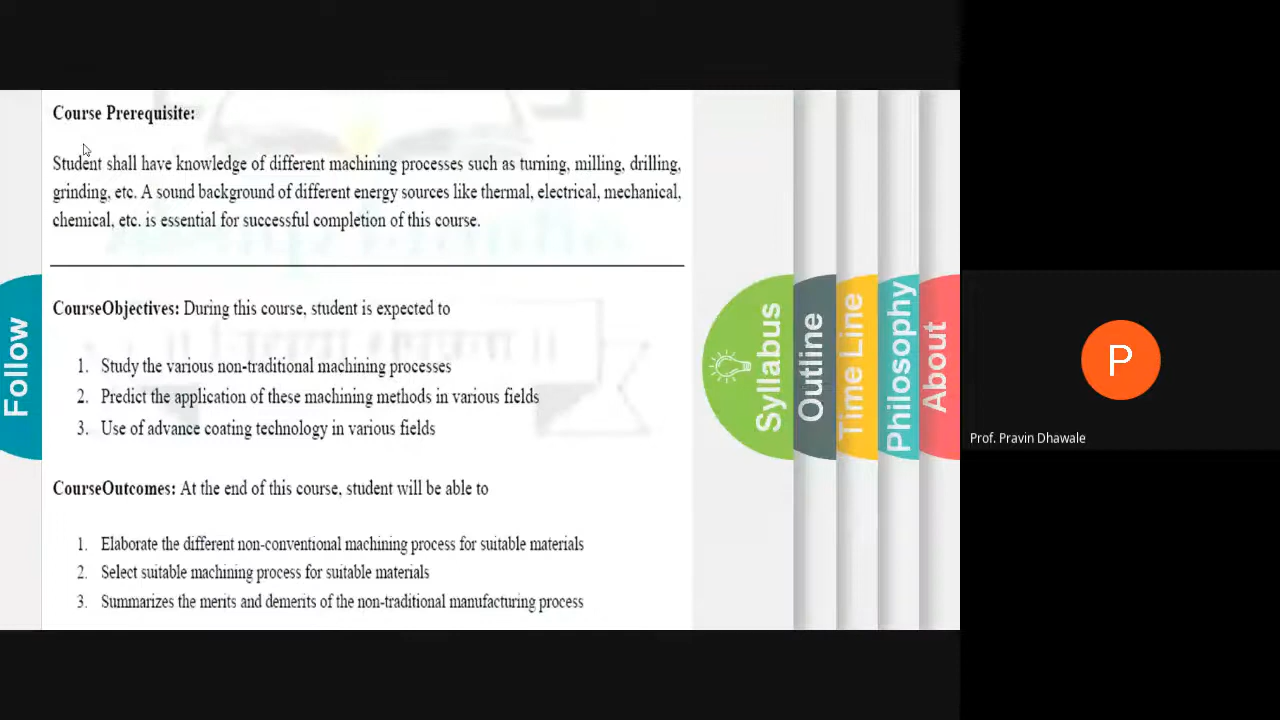 Course Prerequisite:
Student shall have knowledge of different machining processes such as turning, milling, drilling,
grinding, etc. A sound background of different energy sources like thermal, electrical, mechanical,
chemical, etc. is essential for successful completion of this course.
CourseObjectives: During this course, student is expected to
1. Study the various non-traditional machining processes
2. Predict the application of these machining methods in various fields
3. Use of advance coating technology in various fields
CourseOutcomes: At the end of this course, student will be able to
1. Elaborate the different non-conventional machining process for suitable materials
2. Select suitable machining process for suitable materials
3. Summarizes the merits and demerits of the non-traditional manufacturing process
Follow
Syllabus
Outline
Time Line
Philosophy
About
P
Prof. Pravin Dhawale